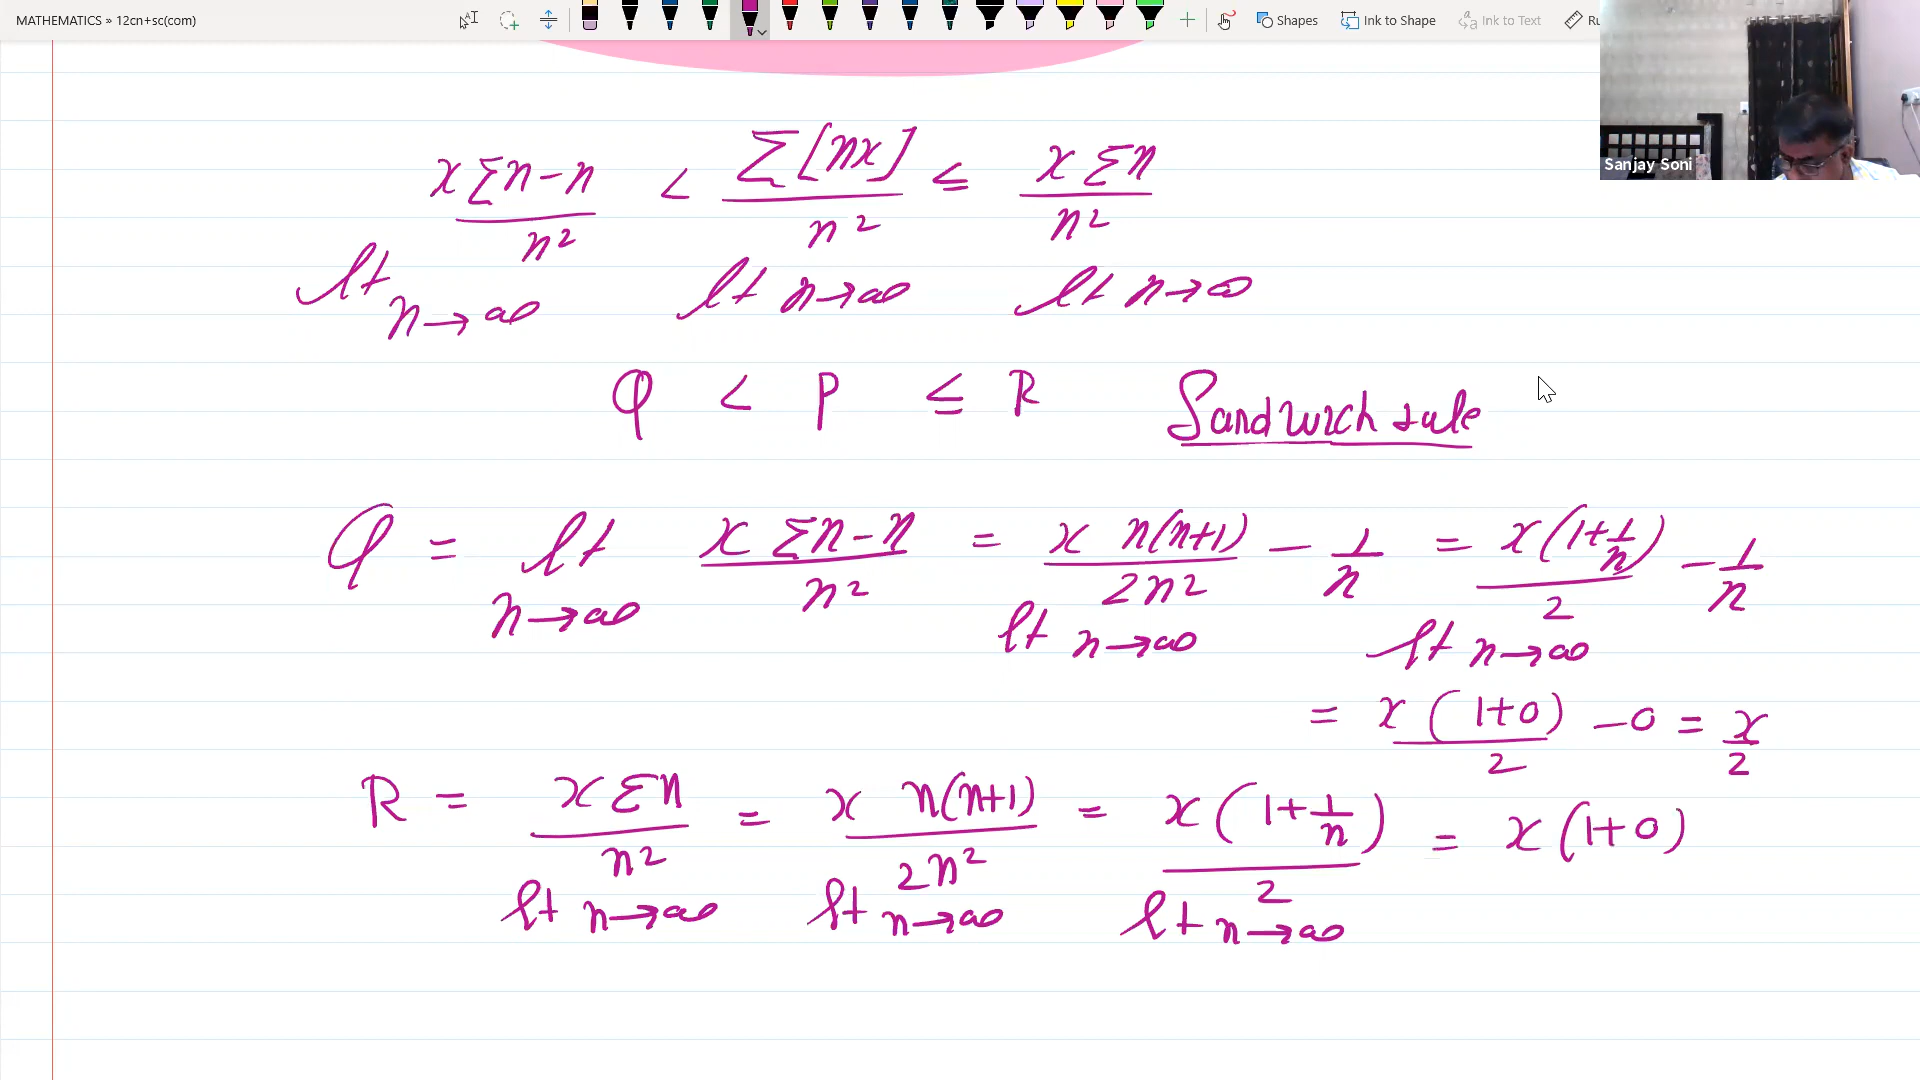 MATHEMATICS » 12cn+sc(com)
Shapes Ink to Shape Ink to Text Ru
Sanjay Soni
x Σn - n / n² < Σ[nx] / n² ≤ x Σn / n²
lt n→∞ lt n→∞ lt n→∞
Q < P ≤ R Sandwich rule
Q = lt n→∞ x Σn - n / n² = x n(n+1) / 2n² - 1/n = x(1+1/n) / 2 - 1/n
lt n→∞ lt n→∞
= x(1+0) / 2 - 0 = x/2
R = x Σn / n² = x n(n+1) / 2n² = x(1+1/n) / 2 = x(1+0)
lt n→∞ lt n→∞ lt n→∞